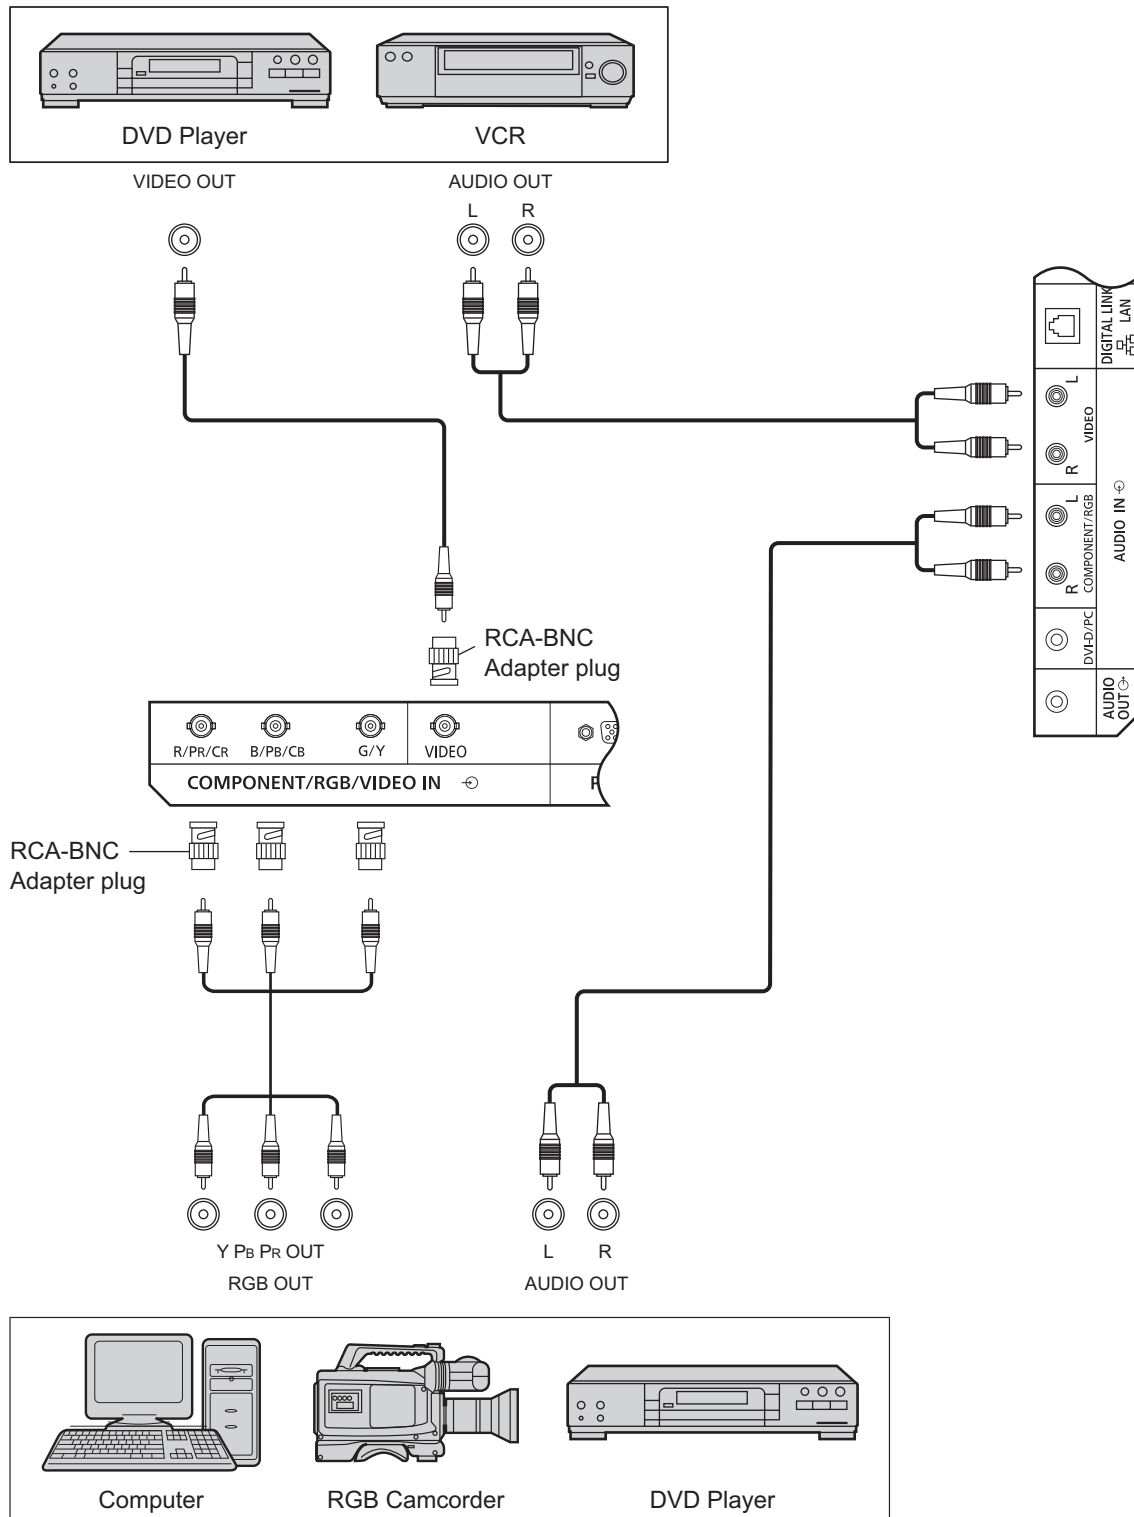 DVD Player
VCR
VIDEO OUT
AUDIO OUT
L
R
DIGITAL LINK
LAN
L
VIDEO
R
L
COMPONENT/RGB
R
AUDIO IN
DVI-D/PC
AUDIO
OUT
RCA-BNC
Adapter plug
R/PR/CR
B/PB/CB
G/Y
VIDEO
COMPONENT/RGB/VIDEO IN
RCA-BNC
Adapter plug
Y PB PR OUT
RGB OUT
L
R
AUDIO OUT
Computer
RGB Camcorder
DVD Player